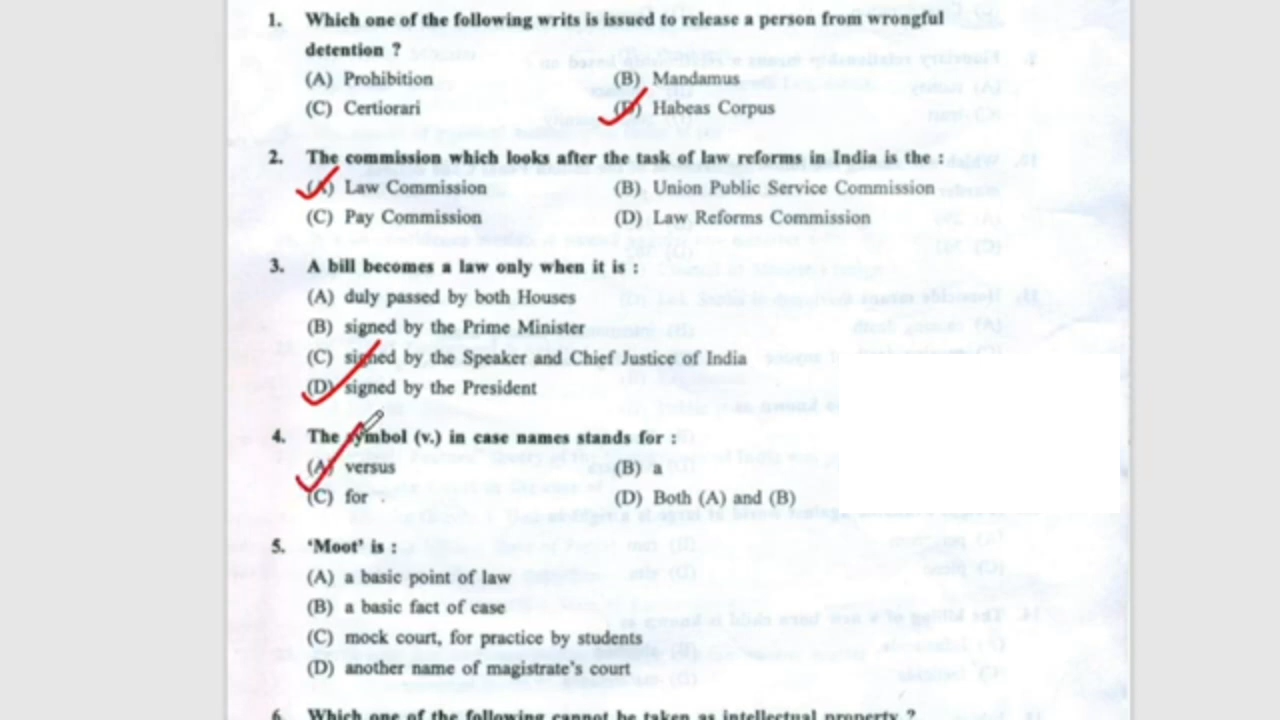 1. Which one of the following writs is issued to release a person from wrongful
detention ?
(A) Prohibition (B) Mandamus
(C) Certiorari (D) Habeas Corpus
2. The commission which looks after the task of law reforms in India is the :
(A) Law Commission (B) Union Public Service Commission
(C) Pay Commission (D) Law Reforms Commission
3. A bill becomes a law only when it is :
(A) duly passed by both Houses
(B) signed by the Prime Minister
(C) signed by the Speaker and Chief Justice of India
(D) signed by the President
4. The symbol (v.) in case names stands for :
(A) versus (B) a
(C) for (D) Both (A) and (B)
5. ‘Moot’ is :
(A) a basic point of law
(B) a basic fact of case
(C) mock court, for practice by students
(D) another name of magistrate's court
6. Which one of the following cannot be taken as intellectual property ?